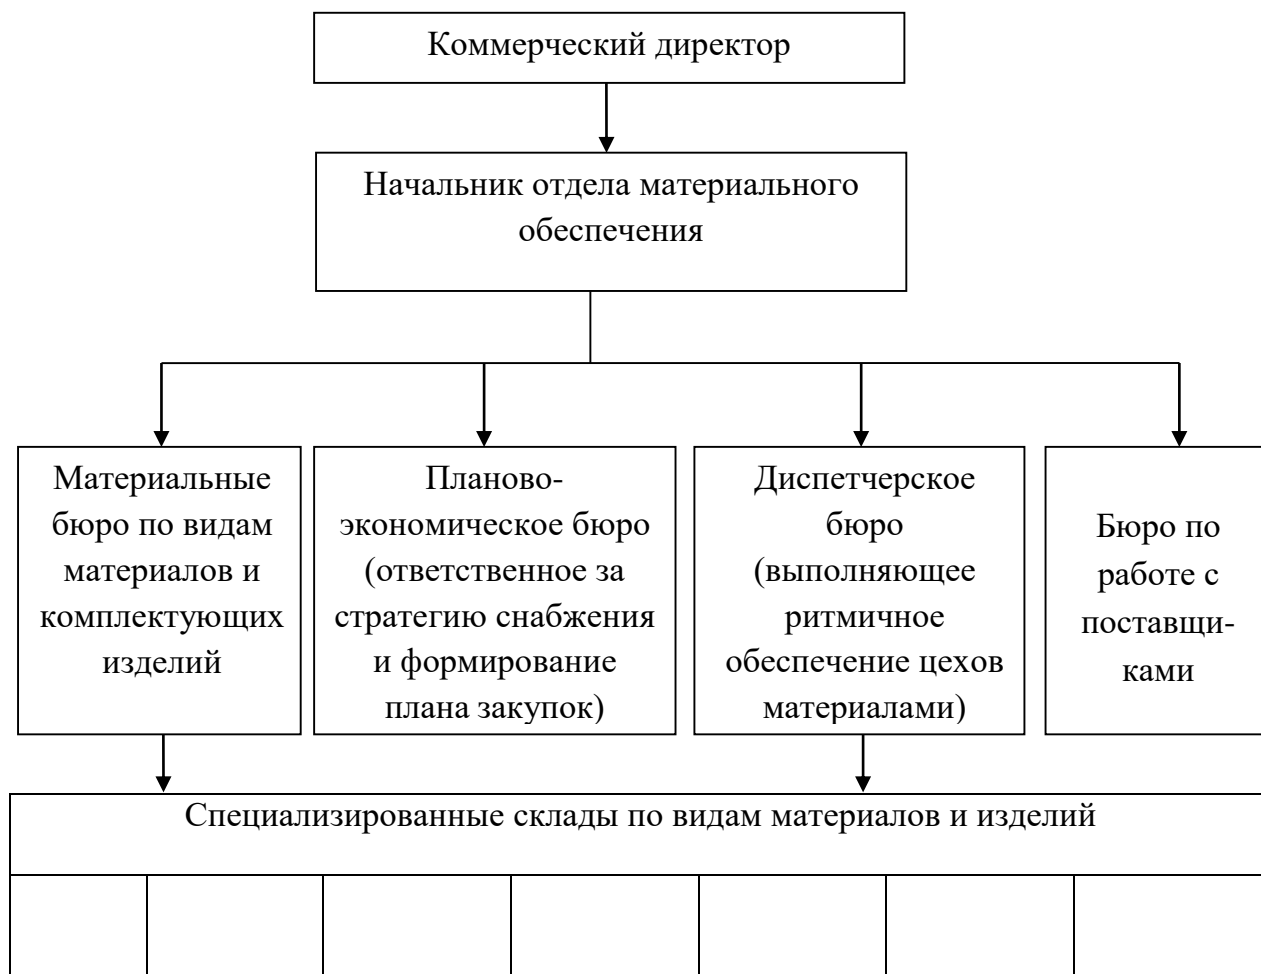 Коммерческий директор
Начальник отдела материального
обеспечения
Материальные
бюро по видам
материалов и
комплектующих
изделий
Планово-
экономическое бюро
(ответственное за
стратегию снабжения
и формирование
плана закупок)
Диспетчерское
бюро
(выполняющее
ритмичное
обеспечение цехов
материалами)
Бюро по
работе с
поставщи-
ками
Специализированные склады по видам материалов и изделий